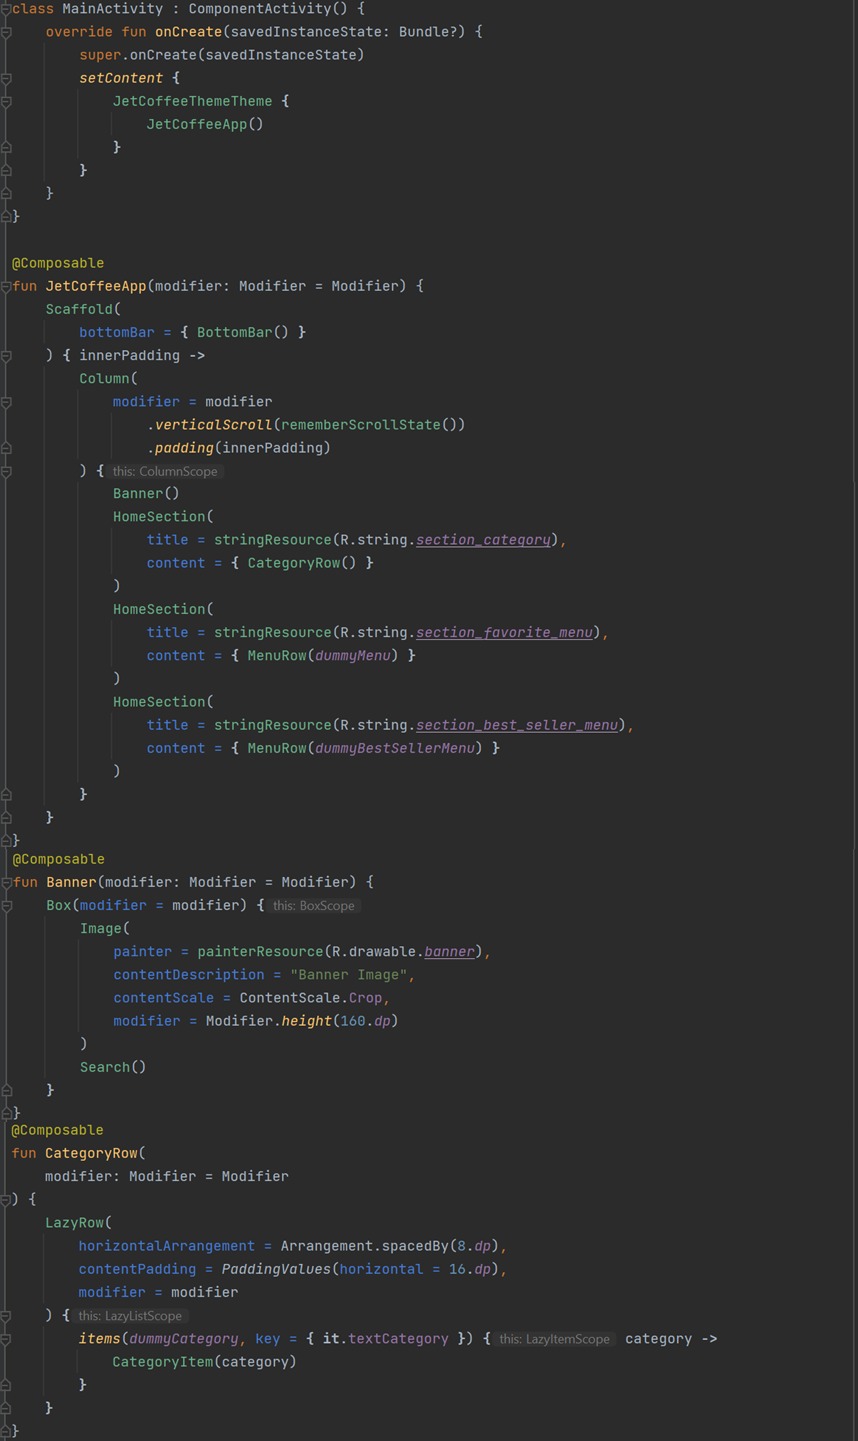 class MainActivity : ComponentActivity() {
    override fun onCreate(savedInstanceState: Bundle?) {
        super.onCreate(savedInstanceState)
        setContent {
            JetCoffeeThemeTheme {
                JetCoffeeApp()
            }
        }
    }
}

@Composable
fun JetCoffeeApp(modifier: Modifier = Modifier) {
    Scaffold(
        bottomBar = { BottomBar() }
    ) { innerPadding ->
        Column(
            modifier = modifier
                .verticalScroll(rememberScrollState())
                .padding(innerPadding)
        ) { this: ColumnScope
            Banner()
            HomeSection(
                title = stringResource(R.string.section_category),
                content = { CategoryRow() }
            )
            HomeSection(
                title = stringResource(R.string.section_favorite_menu),
                content = { MenuRow(dummyMenu) }
            )
            HomeSection(
                title = stringResource(R.string.section_best_seller_menu),
                content = { MenuRow(dummyBestSellerMenu) }
            )
        }
    }
}
@Composable
fun Banner(modifier: Modifier = Modifier) {
    Box(modifier = modifier) { this: BoxScope
        Image(
            painter = painterResource(R.drawable.banner),
            contentDescription = "Banner Image",
            contentScale = ContentScale.Crop,
            modifier = Modifier.height(160.dp)
        )
        Search()
    }
}
@Composable
fun CategoryRow(
    modifier: Modifier = Modifier
) {
    LazyRow(
        horizontalArrangement = Arrangement.spacedBy(8.dp),
        contentPadding = PaddingValues(horizontal = 16.dp),
        modifier = modifier
    ) { this: LazyListScope
        items(dummyCategory, key = { it.textCategory }) { this: LazyItemScope category ->
            CategoryItem(category)
        }
    }
}